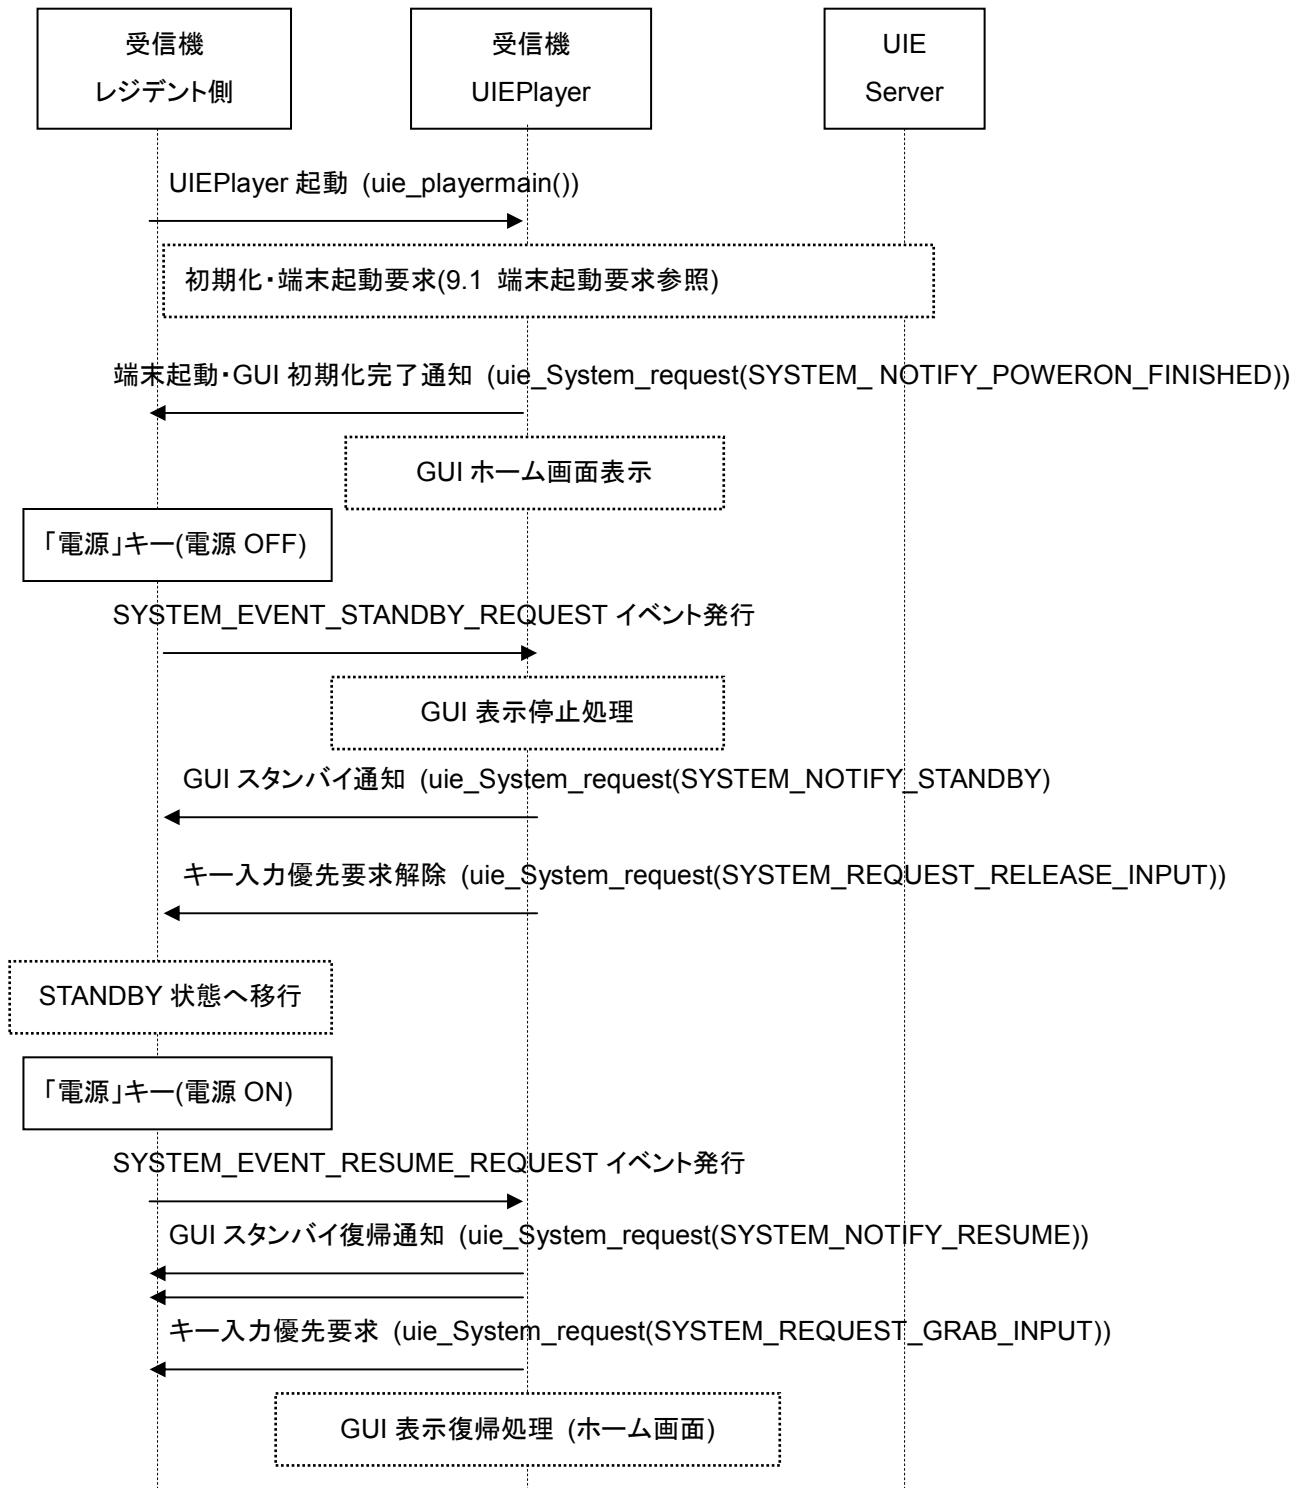 受信機
レジデント側
受信機
UIEPlayer
UIE
Server
UIEPlayer 起動 (uie_playermain())
初期化・端末起動要求(9.1 端末起動要求参照)
端末起動・GUI 初期化完了通知 (uie_System_request(SYSTEM_ NOTIFY_POWERON_FINISHED))
GUI ホーム画面表示
「電源」キー(電源 OFF)
SYSTEM_EVENT_STANDBY_REQUEST イベント発行
GUI 表示停止処理
GUI スタンバイ通知 (uie_System_request(SYSTEM_NOTIFY_STANDBY)
キー入力優先要求解除 (uie_System_request(SYSTEM_REQUEST_RELEASE_INPUT))
STANDBY 状態へ移行
「電源」キー(電源 ON)
SYSTEM_EVENT_RESUME_REQUEST イベント発行
GUI スタンバイ復帰通知 (uie_System_request(SYSTEM_NOTIFY_RESUME))
キー入力優先要求 (uie_System_request(SYSTEM_REQUEST_GRAB_INPUT))
GUI 表示復帰処理 (ホーム画面)